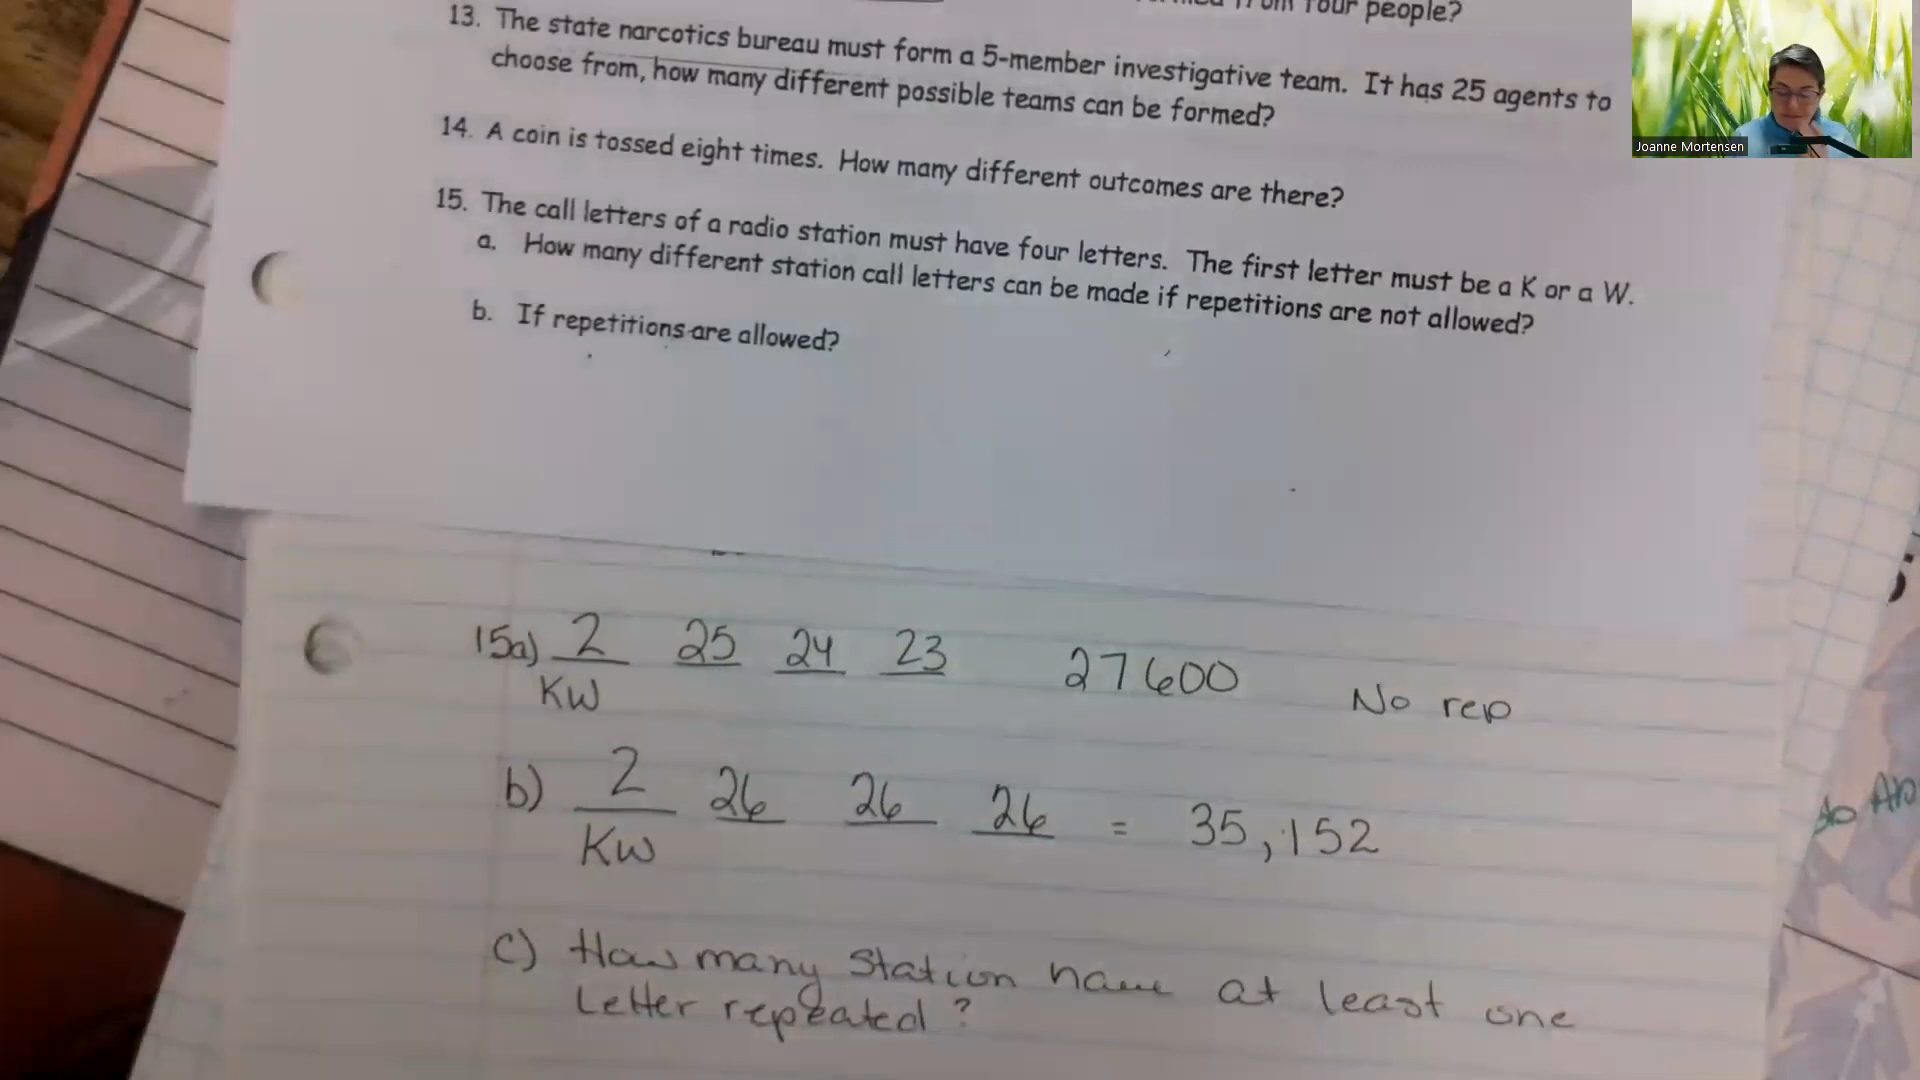 from four people?
13. The state narcotics bureau must form a 5-member investigative team. It has 25 agents to
choose from, how many different possible teams can be formed?
14. A coin is tossed eight times. How many different outcomes are there?
15. The call letters of a radio station must have four letters. The first letter must be a K or a W.
a. How many different station call letters can be made if repetitions are not allowed?
b. If repetitions are allowed?
Joanne Mortensen
15a) 2 25 24 23 27600 No rep
KW
b) 2 26 26 26 = 35,152
KW
c) How many station have at least one
letter repeated?